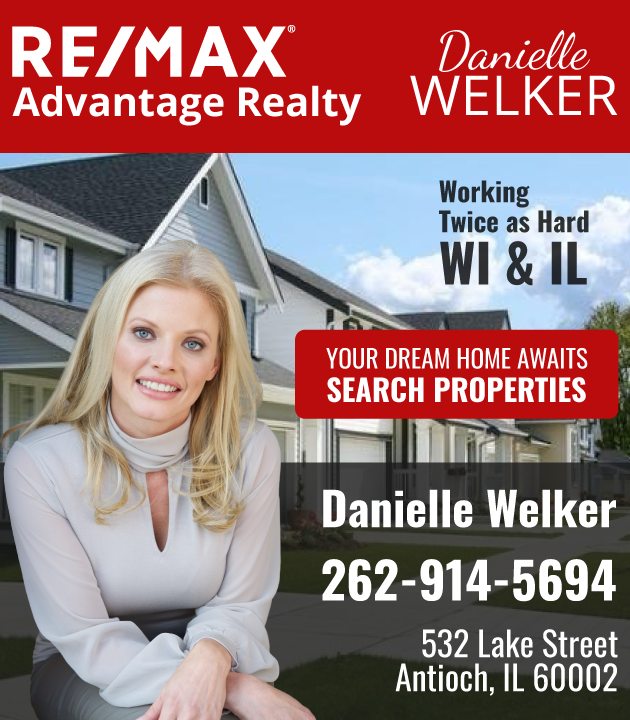 RE/MAX®
Advantage Realty
Danielle
WELKER
Working
Twice as Hard
WI & IL
YOUR DREAM HOME AWAITS
SEARCH PROPERTIES
Danielle Welker
262-914-5694
532 Lake Street
Antioch, IL 60002